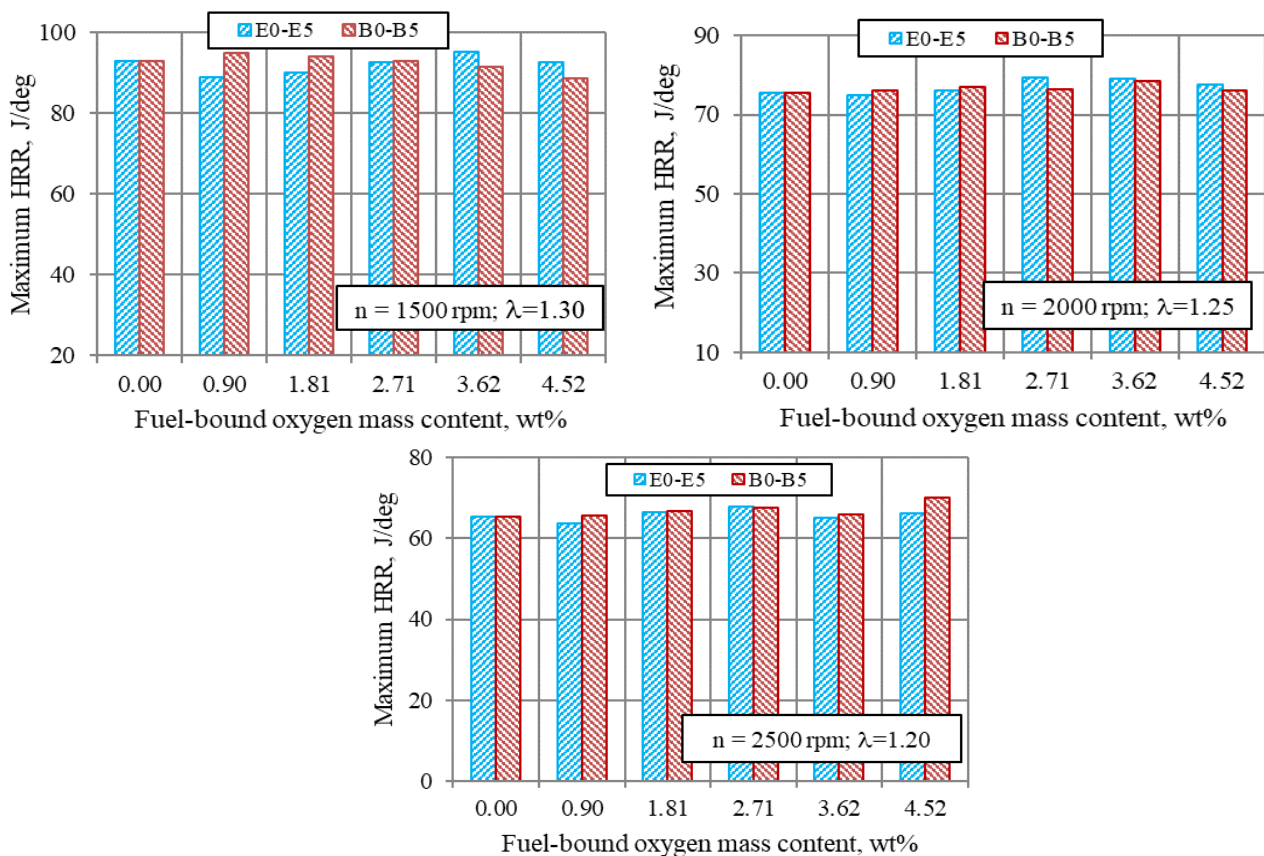 E0-E5 B0-B5
Maximum HRR, J/deg
100
80
60
40
20
n = 1500 rpm; λ=1.30
0.00 0.90 1.81 2.71 3.62 4.52
Fuel-bound oxygen mass content, wt%
E0-E5 B0-B5
Maximum HRR, J/deg
90
70
50
30
10
n = 2000 rpm; λ=1.25
0.00 0.90 1.81 2.71 3.62 4.52
Fuel-bound oxygen mass content, wt%
E0-E5 B0-B5
Maximum HRR, J/deg
80
60
40
20
0
n = 2500 rpm; λ=1.20
0.00 0.90 1.81 2.71 3.62 4.52
Fuel-bound oxygen mass content, wt%